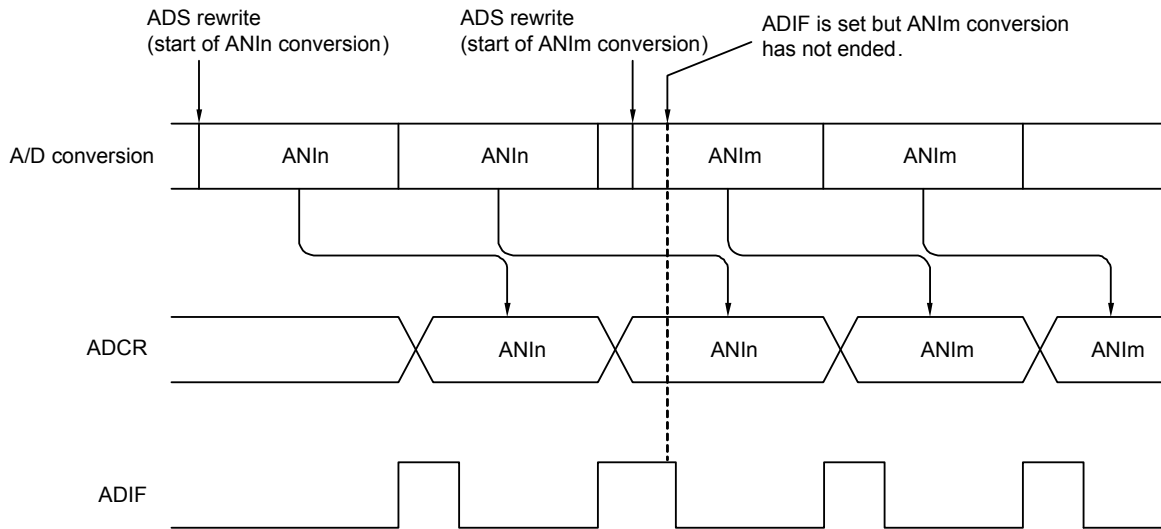 ADS rewrite
(start of ANIn conversion)
ADS rewrite
(start of ANIm conversion)
ADIF is set but ANIm conversion
has not ended.
A/D conversion
ANIn
ANIn
ANIm
ANIm
ADCR
ANIn
ANIn
ANIm
ANIm
ADIF